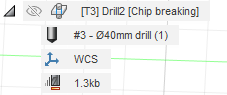 [T3] Drill2 [Chip breaking]
#3 - Ø40mm drill (1)
WCS
1.3kb